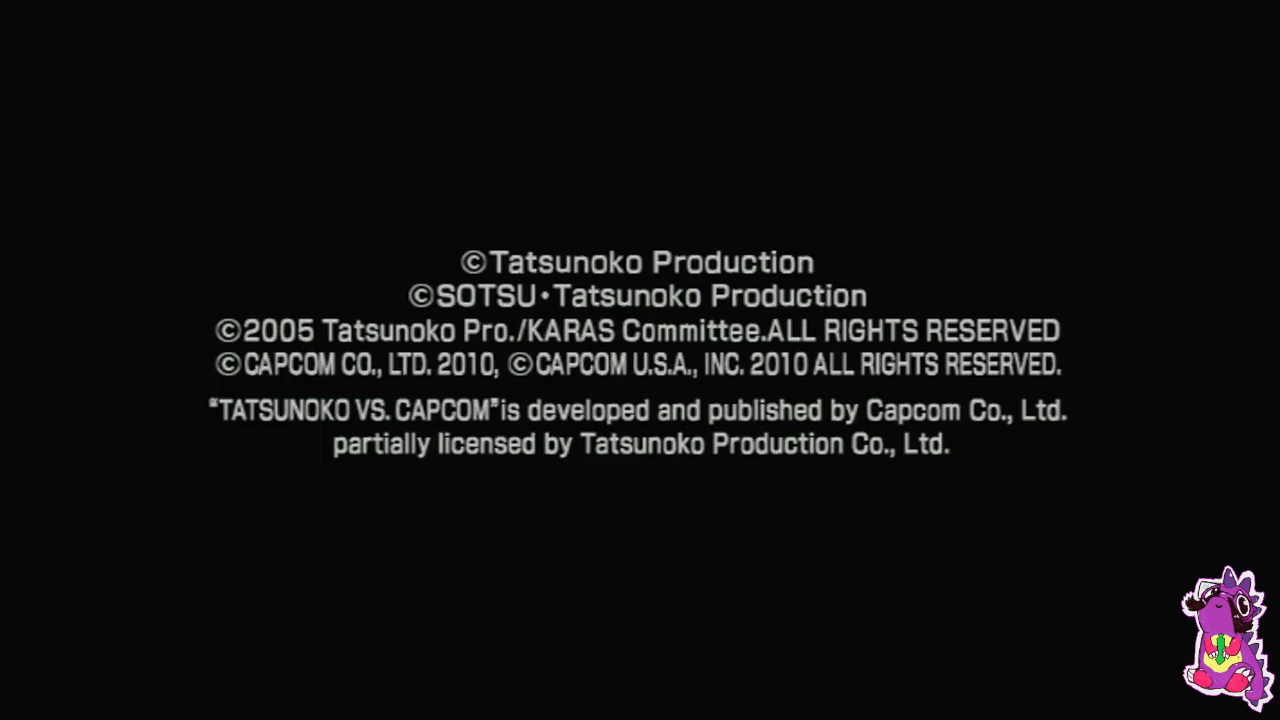 ©Tatsunoko Production
©SOTSU・Tatsunoko Production
©2005 Tatsunoko Pro./KARAS Committee.ALL RIGHTS RESERVED
©CAPCOM CO., LTD. 2010, ©CAPCOM U.S.A., INC. 2010 ALL RIGHTS RESERVED.
“TATSUNOKO VS. CAPCOM”is developed and published by Capcom Co., Ltd.
partially licensed by Tatsunoko Production Co., Ltd.